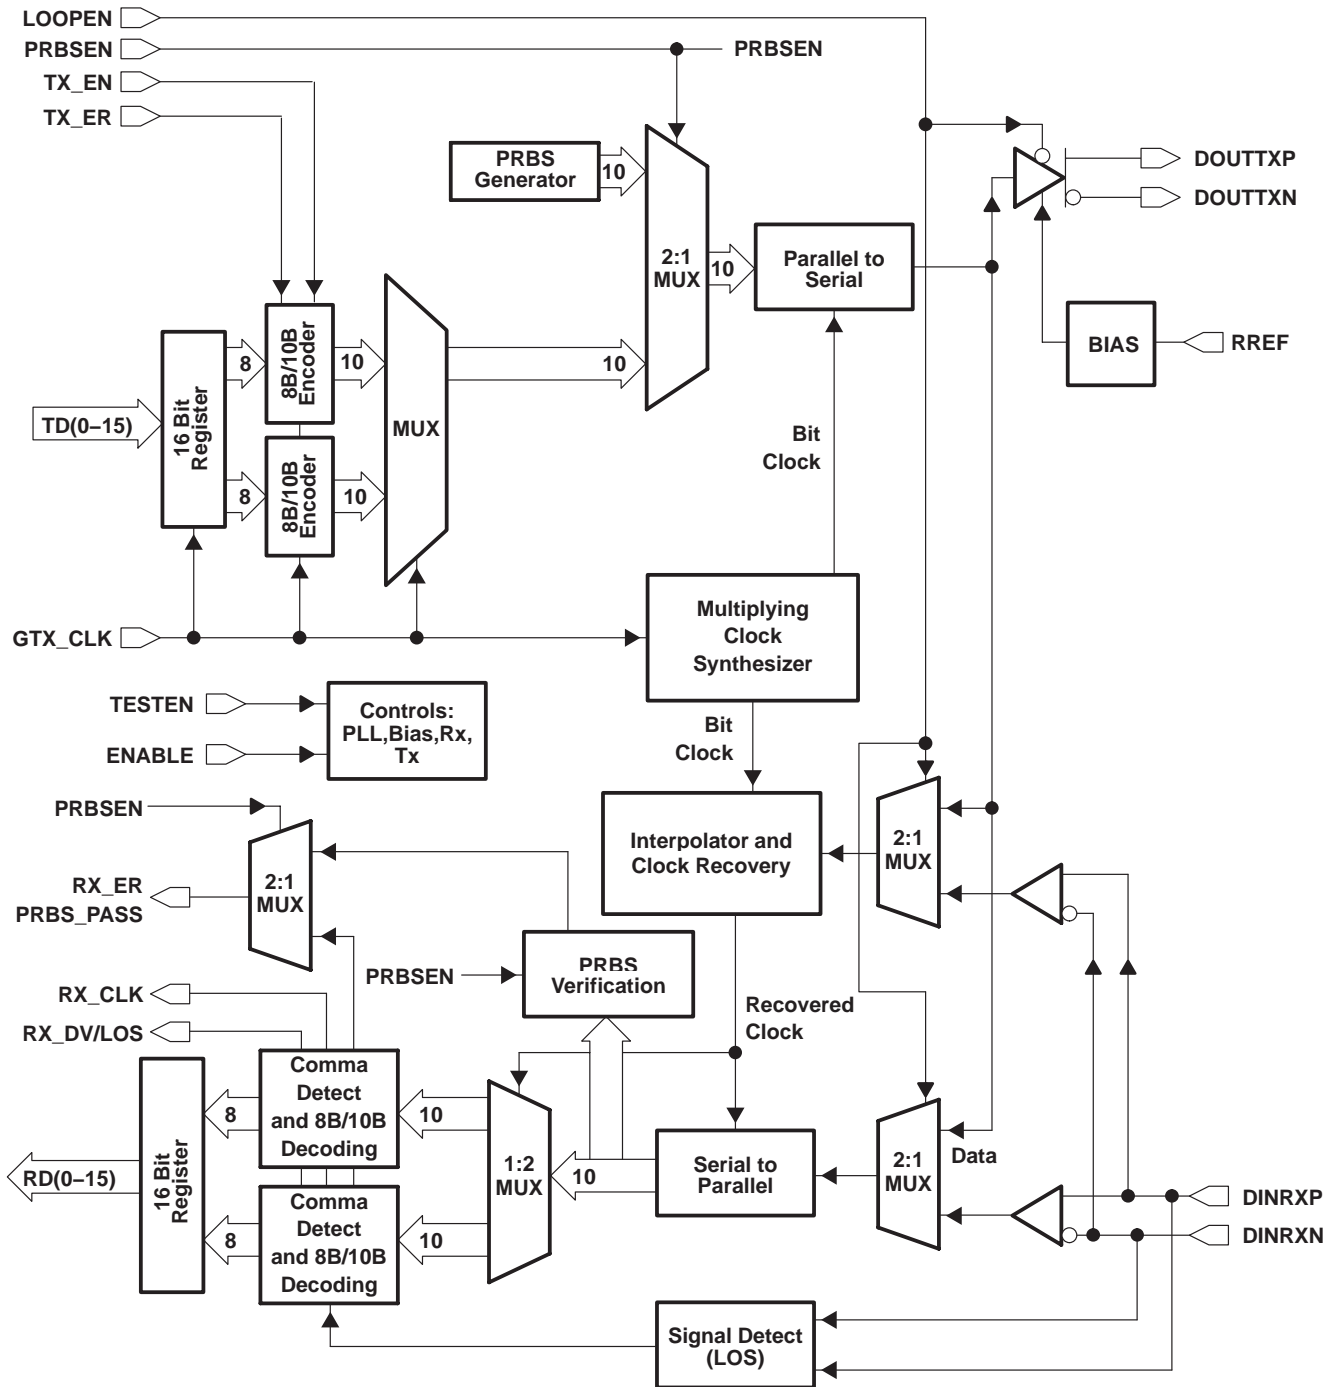 LOOPEN
PRBSEN
PRBSEN
TX_EN
TX_ER
PRBS
Generator
10
DOUTTXP
DOUTTXN
2:1
MUX
10
Parallel to
Serial
BIAS
RREF
TD(0–15)
16 Bit
Register
8
8B/10B
Encoder
10
MUX
10
8
8B/10B
Encoder
10
Bit
Clock
GTX_CLK
Multiplying
Clock
Synthesizer
TESTEN
ENABLE
Controls:
PLL,Bias,Rx,
Tx
Bit
Clock
PRBSEN
2:1
MUX
RX_ER
PRBS_PASS
Interpolator and
Clock Recovery
2:1
MUX
PRBSEN
PRBS
Verification
RX_CLK
RX_DV/LOS
Recovered
Clock
RD(0–15)
16 Bit
Register
8
Comma
Detect
and 8B/10B
Decoding
10
8
Comma
Detect
and 8B/10B
Decoding
10
1:2
MUX
10
Serial to
Parallel
2:1
MUX
Data
DINRXP
DINRXN
Signal Detect
(LOS)